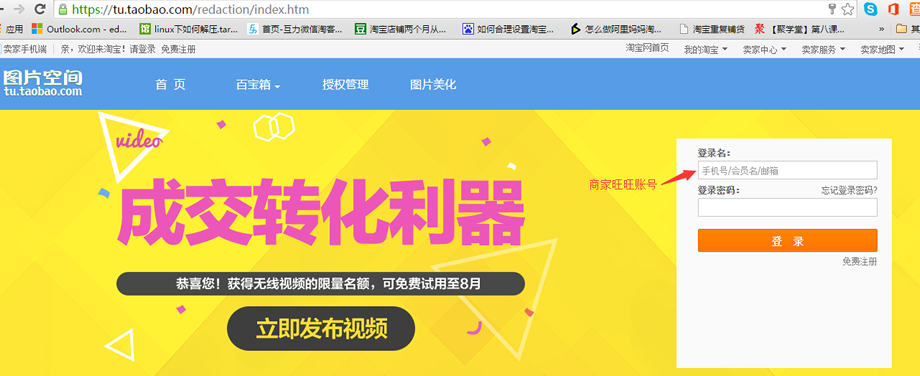 https://tu.taobao.com/redaction/index.htm
应用 Outlook.com - ed... linux下如何解压.tar... 首页-互力微信淘客... 淘宝店铺两个月从... 如何合理设置淘宝... 怎么做阿里妈妈淘... 淘宝重复铺货 【聚学堂】第八课... » 其
卖家手机端 | 亲，欢迎来淘宝! 请登录 免费注册 淘宝网首页 我的淘宝 卖家中心 卖家服务 卖家地图
图片空间
tu.taobao.com
首 页 百宝箱 授权管理 图片美化
video
成交转化利器
恭喜您！获得无线视频的限量名额，可免费试用至8月
立即发布视频
商家旺旺账号
登录名：
手机号/会员名/邮箱
登录密码： 忘记登录密码?
登 录
免费注册